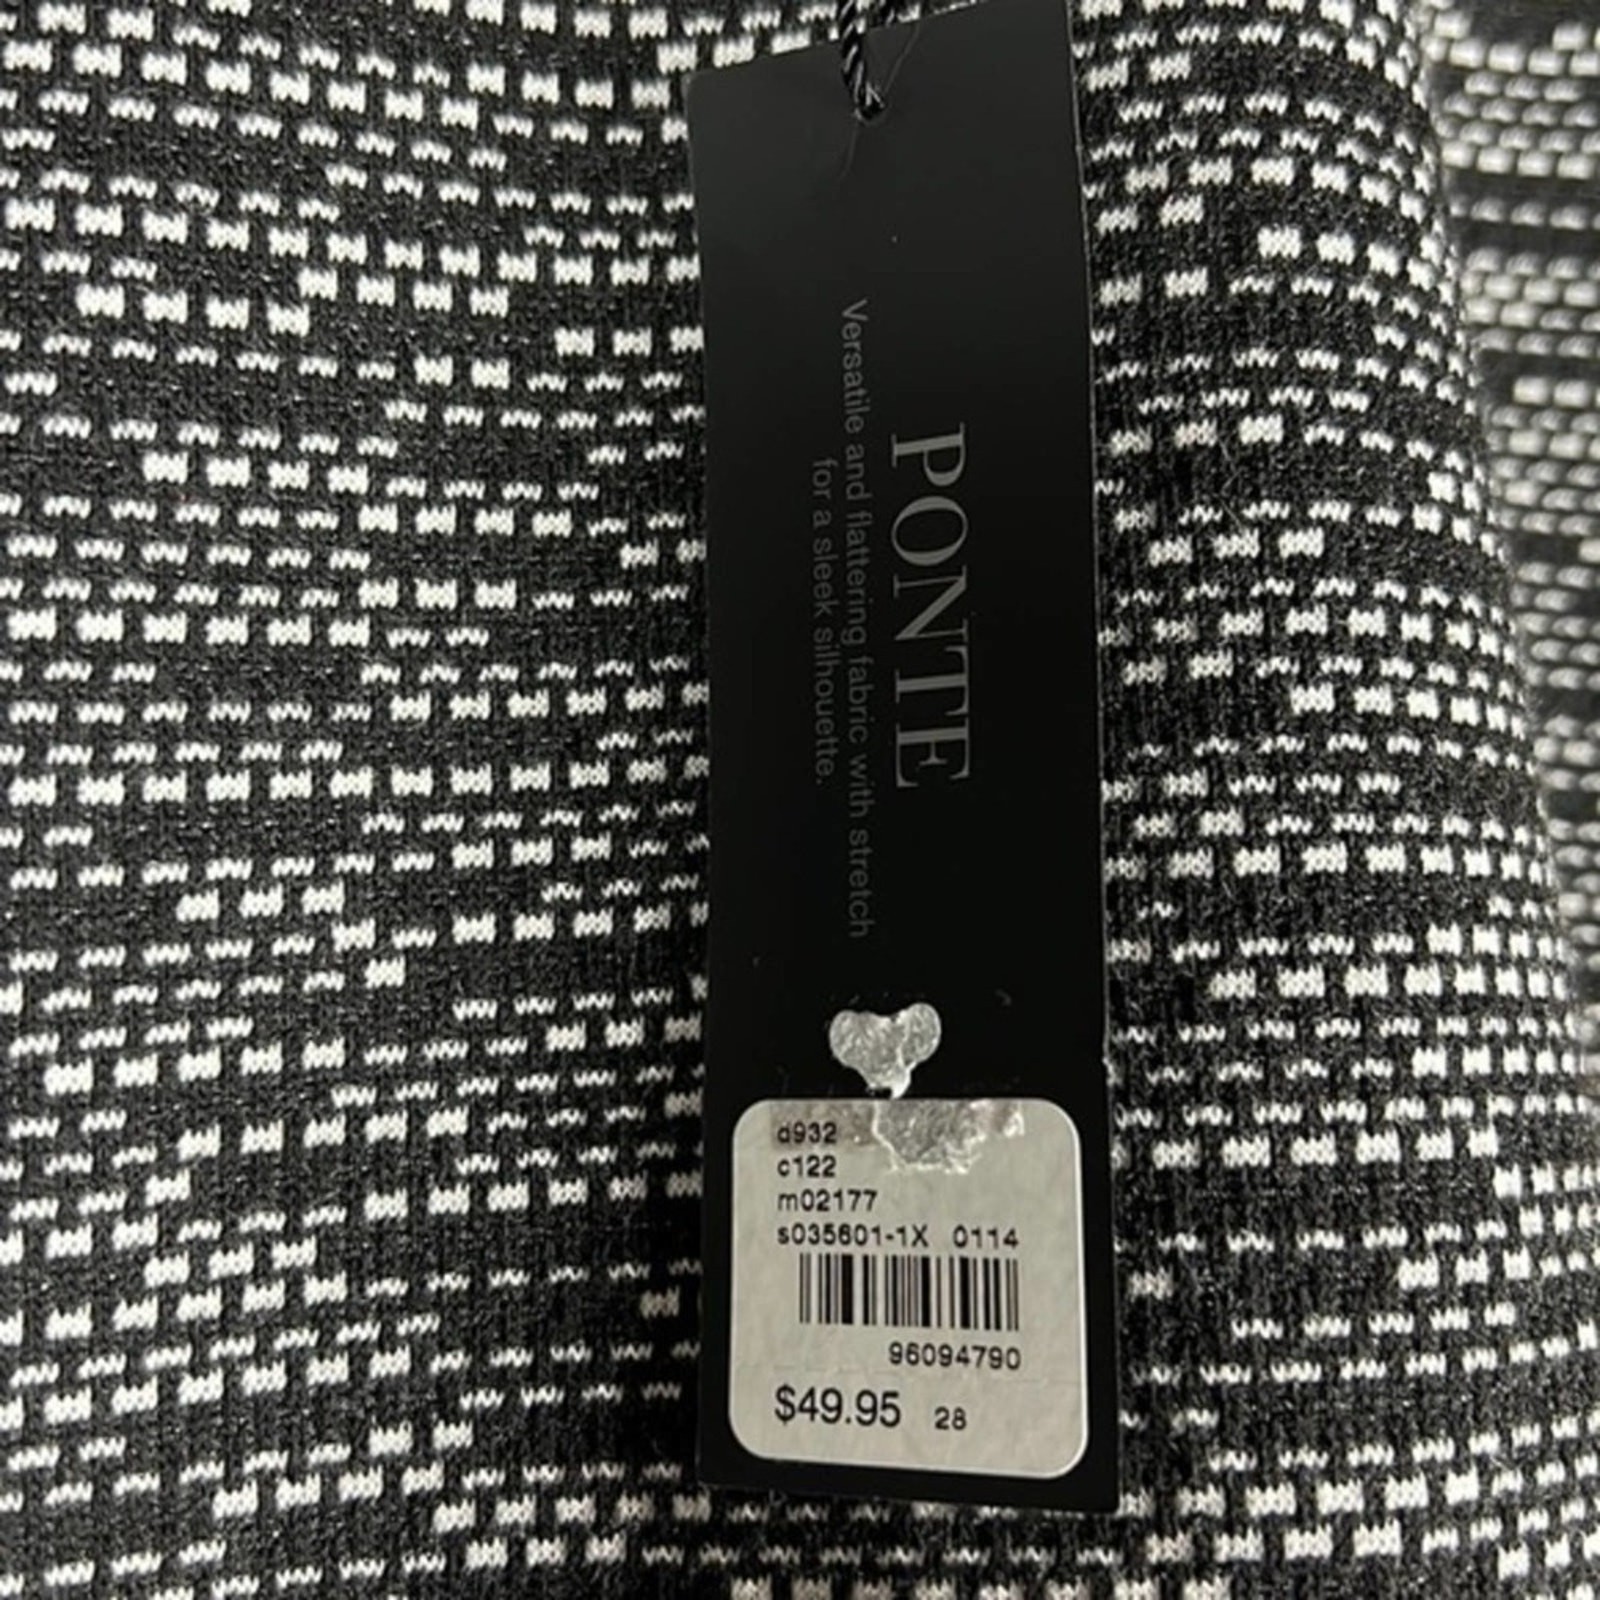 PONTE
Versatile and flattering fabric with stretch
for a sleek silhouette.
d932
c122
m02177
s035601-1X 0114
96094790
$49.95 28